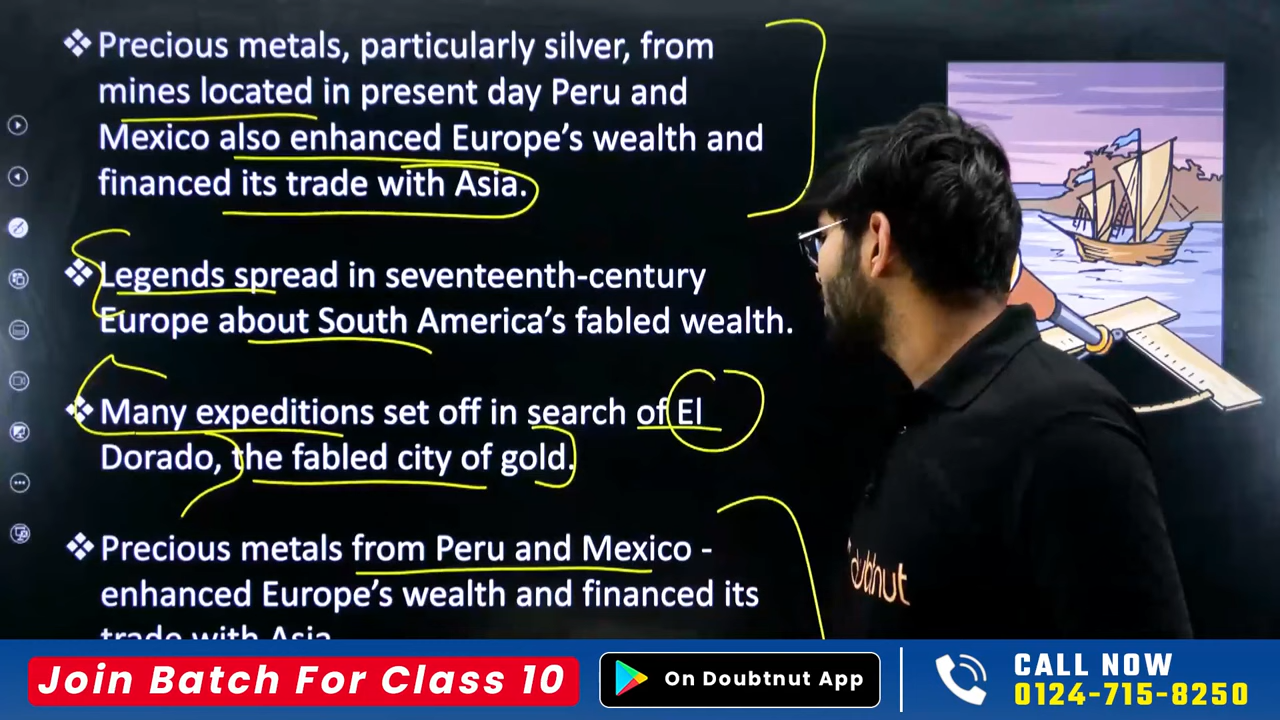 ❖ Precious metals, particularly silver, from
mines located in present day Peru and
Mexico also enhanced Europe's wealth and
financed its trade with Asia.
❖ Legends spread in seventeenth-century
Europe about South America's fabled wealth.
❖ Many expeditions set off in search of El
Dorado, the fabled city of gold.
❖ Precious metals from Peru and Mexico -
enhanced Europe's wealth and financed its
trade with Asia
doubtnut
Join Batch For Class 10
On Doubtnut App
CALL NOW
0124-715-8250